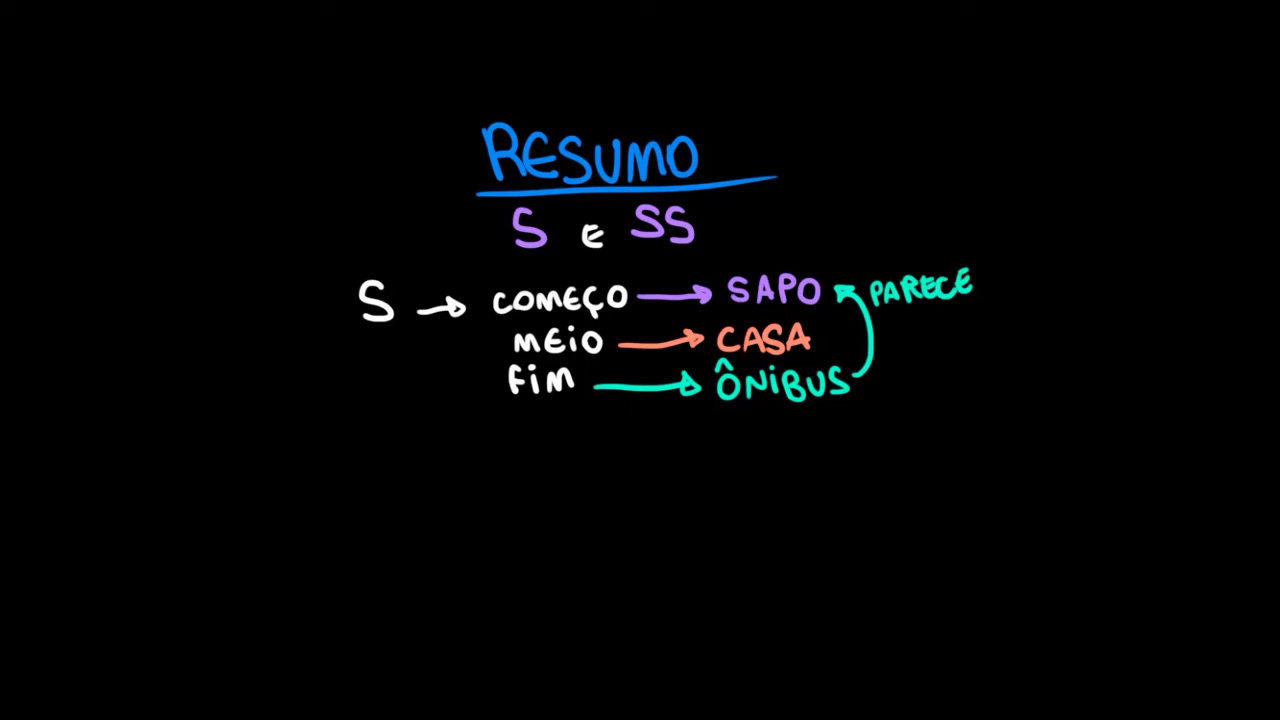 RESUMO
S E SS
S → COMEÇO → SAPO PARECE
MEIO → CASA
FIM → ÔNIBUS